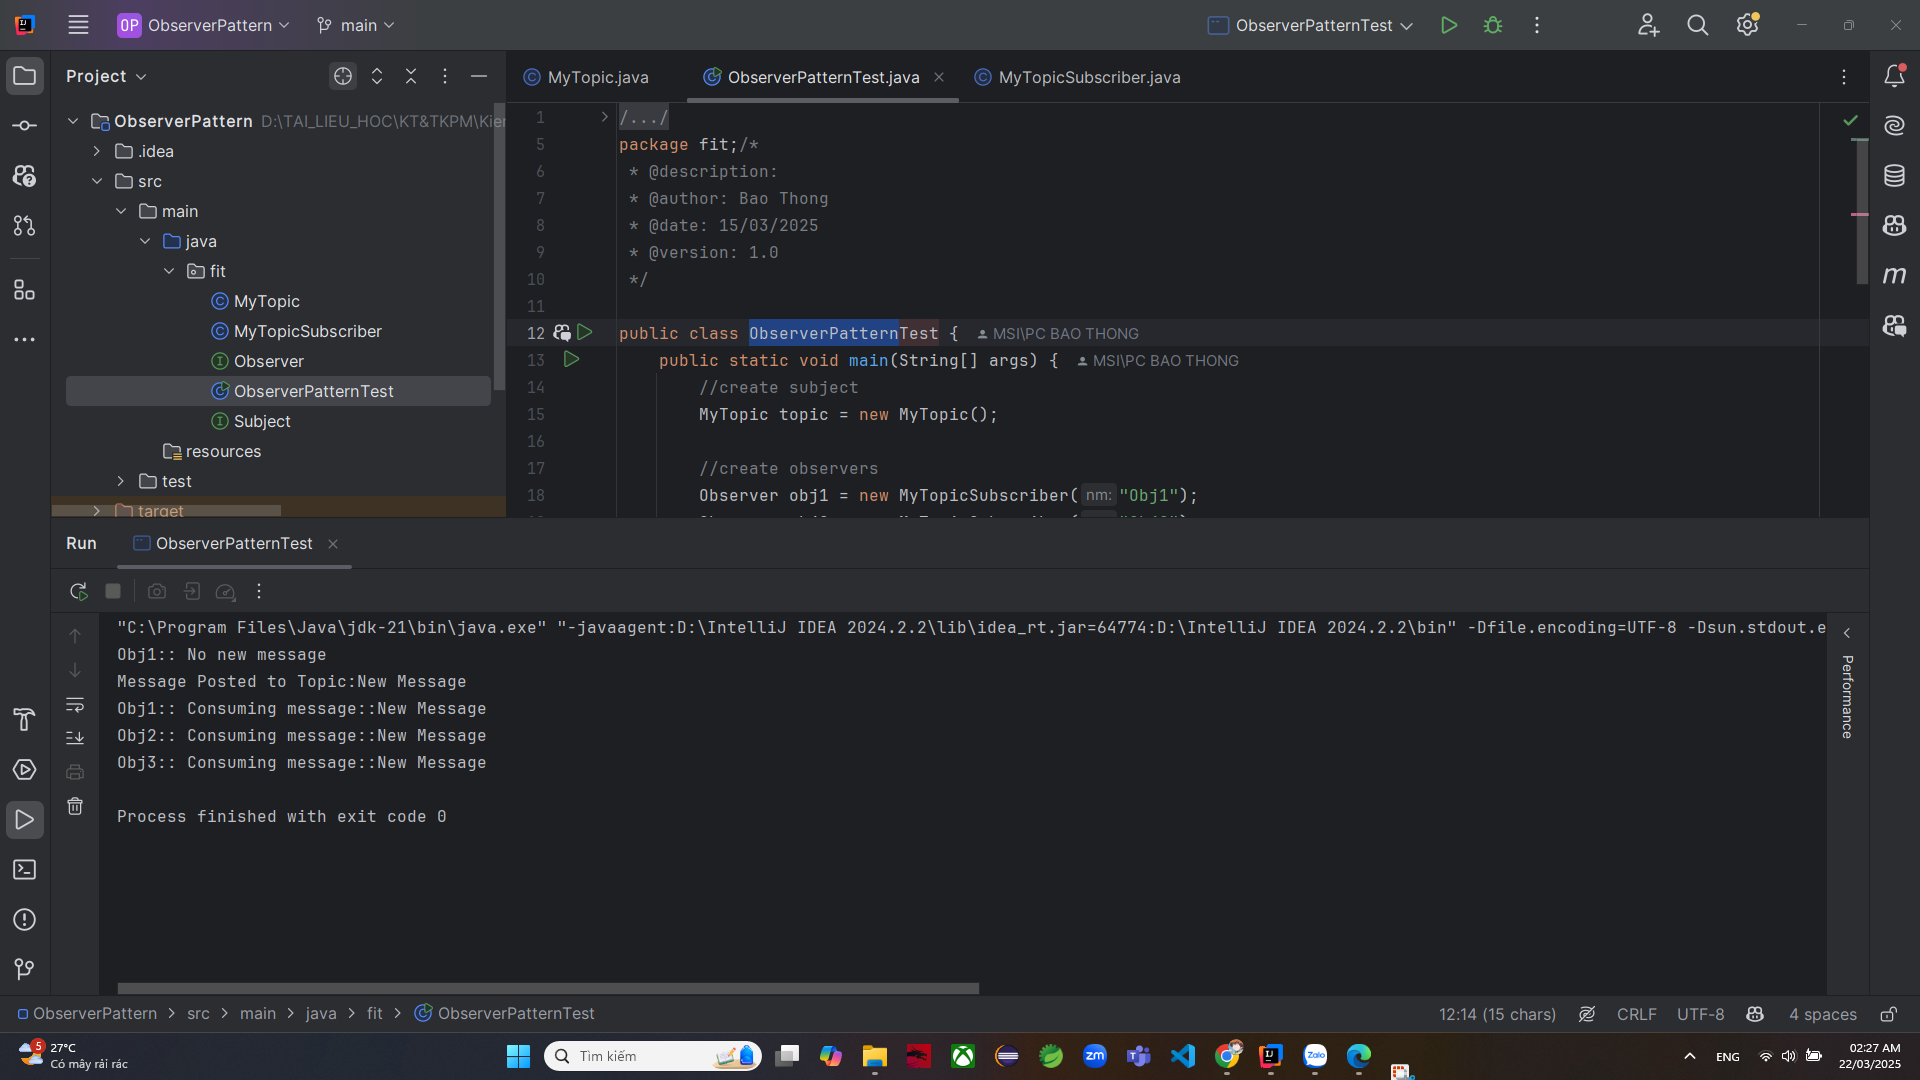 OP ObserverPattern main ObserverPatternTest
Project
ObserverPattern D:\TAI_LIEU_HOC\KT&TKPM\Kier
.idea
src
main
java
fit
MyTopic
MyTopicSubscriber
Observer
ObserverPatternTest
Subject
resources
test
target
MyTopic.java ObserverPatternTest.java MyTopicSubscriber.java
1 /.../
5 package fit;/*
6 * @description:
7 * @author: Bao Thong
8 * @date: 15/03/2025
9 * @version: 1.0
10 */
11
12 public class ObserverPatternTest { MSI\PC BAO THONG
13 public static void main(String[] args) { MSI\PC BAO THONG
14 //create subject
15 MyTopic topic = new MyTopic();
16
17 //create observers
18 Observer obj1 = new MyTopicSubscriber( nm: "Obj1");
Run ObserverPatternTest
"C:\Program Files\Java\jdk-21\bin\java.exe" "-javaagent:D:\IntelliJ IDEA 2024.2.2\lib\idea_rt.jar=64774:D:\IntelliJ IDEA 2024.2.2\bin" -Dfile.encoding=UTF-8 -Dsun.stdout.e
Obj1:: No new message
Message Posted to Topic:New Message
Obj1:: Consuming message::New Message
Obj2:: Consuming message::New Message
Obj3:: Consuming message::New Message
Process finished with exit code 0
Performance
ObserverPattern > src > main > java > fit > ObserverPatternTest
12:14 (15 chars) CRLF UTF-8 4 spaces
5 27°C
Có mây rải rác
Tìm kiếm
zm
Zalo
ENG
02:27 AM
22/03/2025